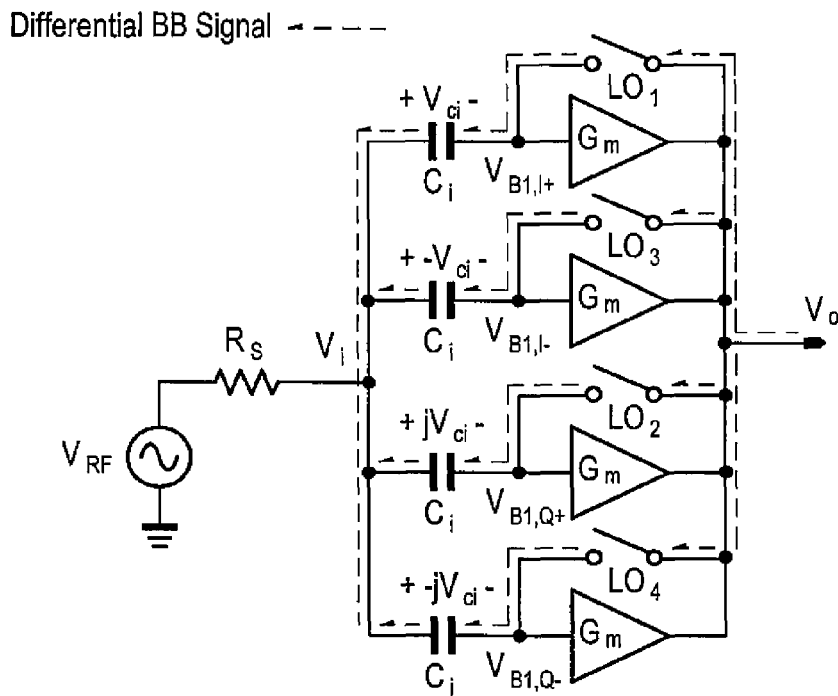 Differential BB Signal
LO1
+ Vci -
Gm
Ci
VB1,I+
LO3
+ -Vci -
Gm
Ci
VB1,I-
Vo
RS
Vi
LO2
+ jVci -
VRF
Gm
Ci
VB1,Q+
LO4
+ -jVci -
Gm
Ci
VB1,Q-